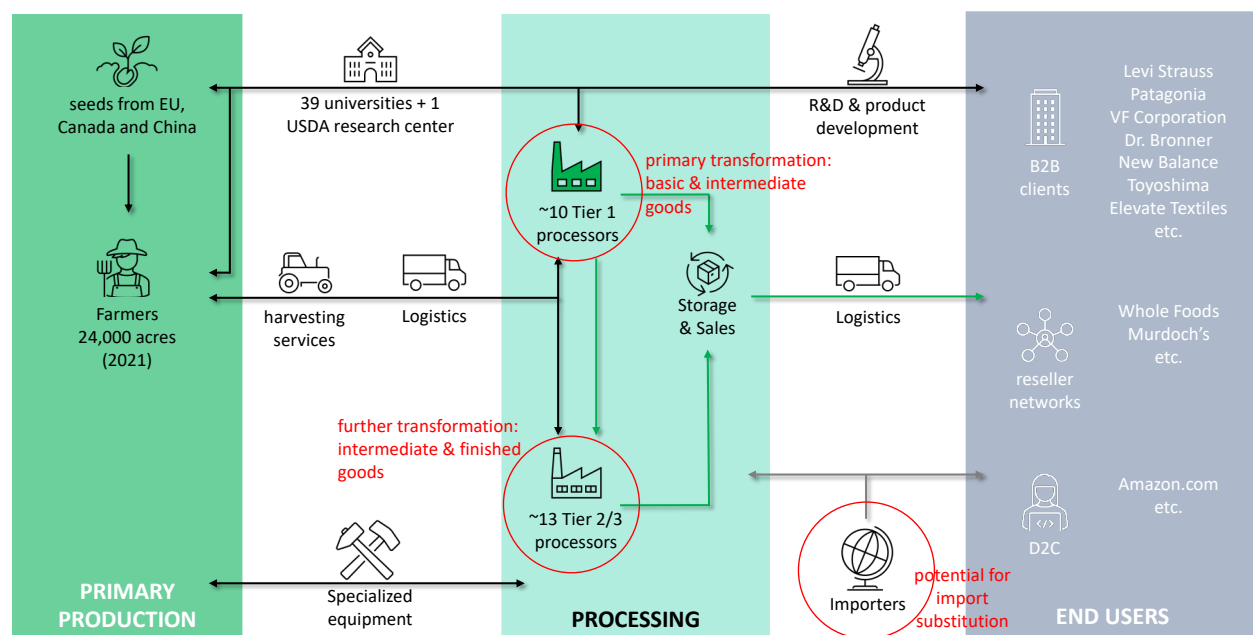 seeds from EU,
Canada and China
Farmers
24,000 acres
(2021)
PRIMARY
PRODUCTION
39 universities + 1
USDA research center
harvesting
services
Logistics
further transformation:
intermediate & finished
goods
Specialized
equipment
~10 Tier 1
processors
primary transformation:
basic & intermediate
goods
Storage
& Sales
~13 Tier 2/3
processors
PROCESSING
R&D & product
development
Logistics
Importers
potential for
import
substitution
B2B
clients
Levi Strauss
Patagonia
VF Corporation
Dr. Bronner
New Balance
Toyoshima
Elevate Textiles
etc.
reseller
networks
Whole Foods
Murdoch’s
etc.
D2C
Amazon.com
etc.
END USERS